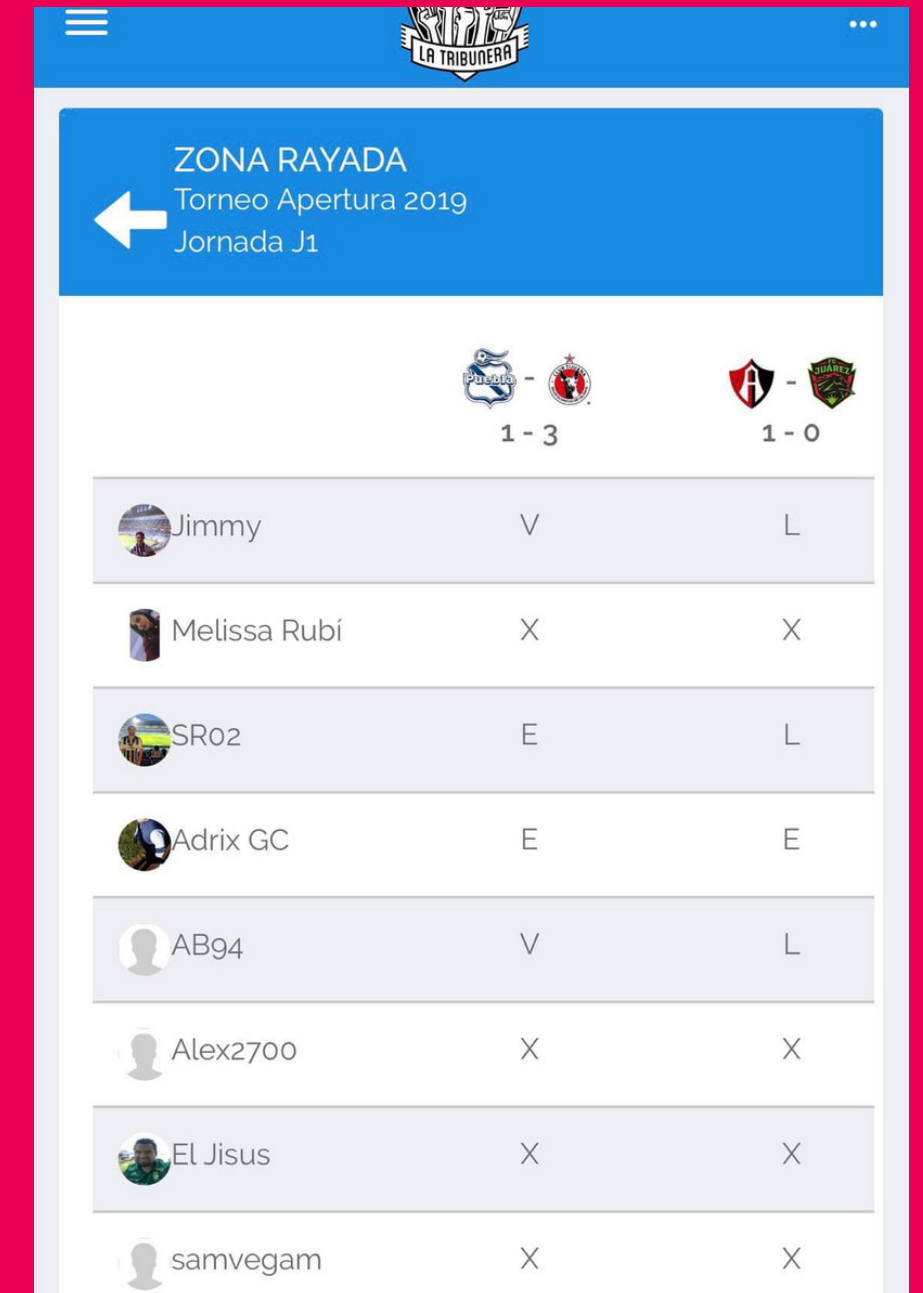 LA TRIBUNERA
ZONA RAYADA
Torneo Apertura 2019
Jornada J1
Puebla - - JUÁREZ
1 - 3 1 - 0
Jimmy V L
Melissa Rubí X X
SR02 E L
Adrix GC E E
AB94 V L
Alex2700 X X
El Jisus X X
samvegam X X